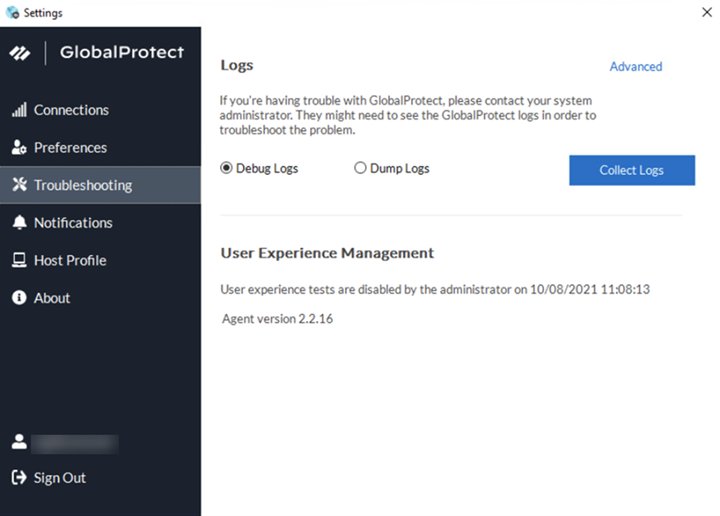 Settings
GlobalProtect
Connections
Preferences
Troubleshooting
Notifications
Host Profile
About
Sign Out
Logs
Advanced
If you're having trouble with GlobalProtect, please contact your system
administrator. They might need to see the GlobalProtect logs in order to
troubleshoot the problem.
Debug Logs
Dump Logs
Collect Logs
User Experience Management
User experience tests are disabled by the administrator on 10/08/2021 11:08:13
Agent version 2.2.16